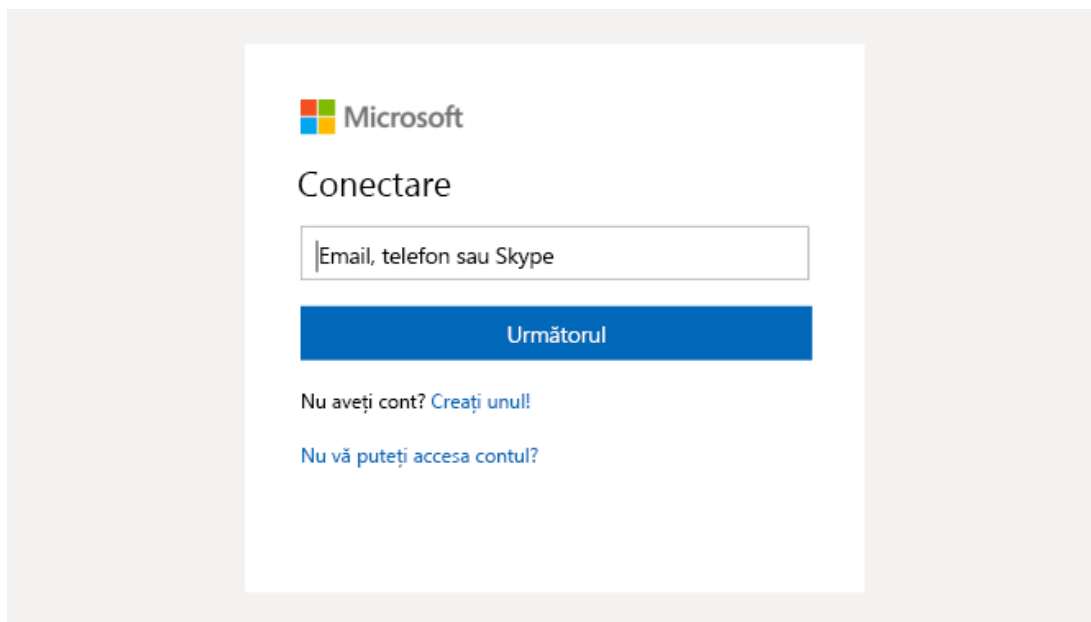 Microsoft
Conectare
Email, telefon sau Skype
Următorul
Nu aveți cont? Creați unul!
Nu vă puteți accesa contul?